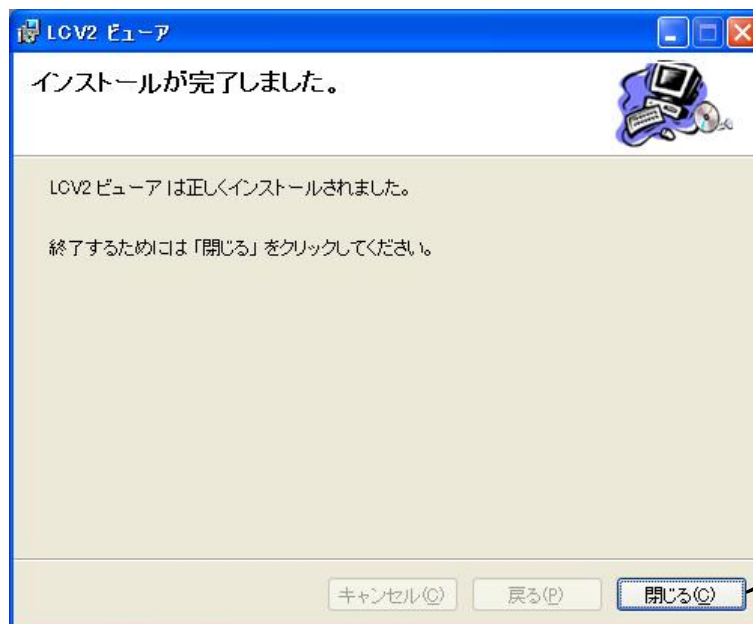 LCV2 ビューア
インストールが完了しました。
LCV2 ビューア は正しくインストールされました。
終了するためには 「閉じる」 をクリックしてください。
キャンセル(C)
戻る(P)
閉じる(C)